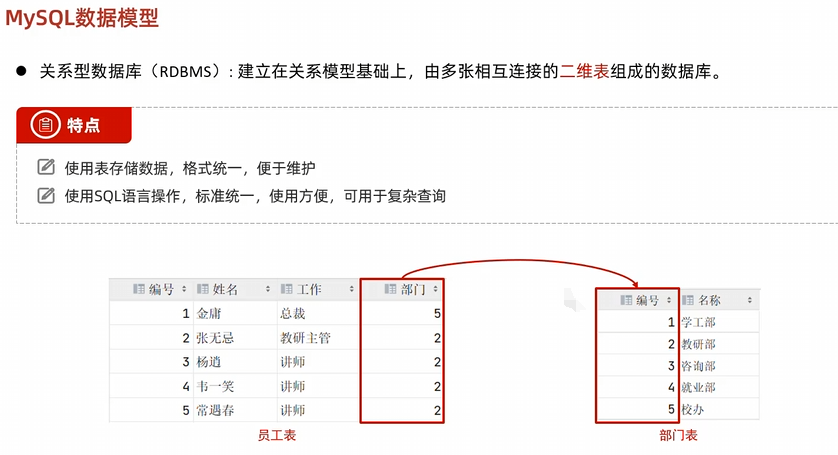 MySQL数据模型
关系型数据库（RDBMS）: 建立在关系模型基础上，由多张相互连接的二维表组成的数据库。
特点
使用表存储数据，格式统一，便于维护
使用SQL语言操作，标准统一，使用方便，可用于复杂查询
编号 姓名 工作 部门
1 金庸 总裁 5
2 张无忌 教研主管 2
3 杨逍 讲师 2
4 韦一笑 讲师 2
5 常遇春 讲师 2
员工表
编号 名称
1 学工部
2 教研部
3 咨询部
4 就业部
5 校办
部门表